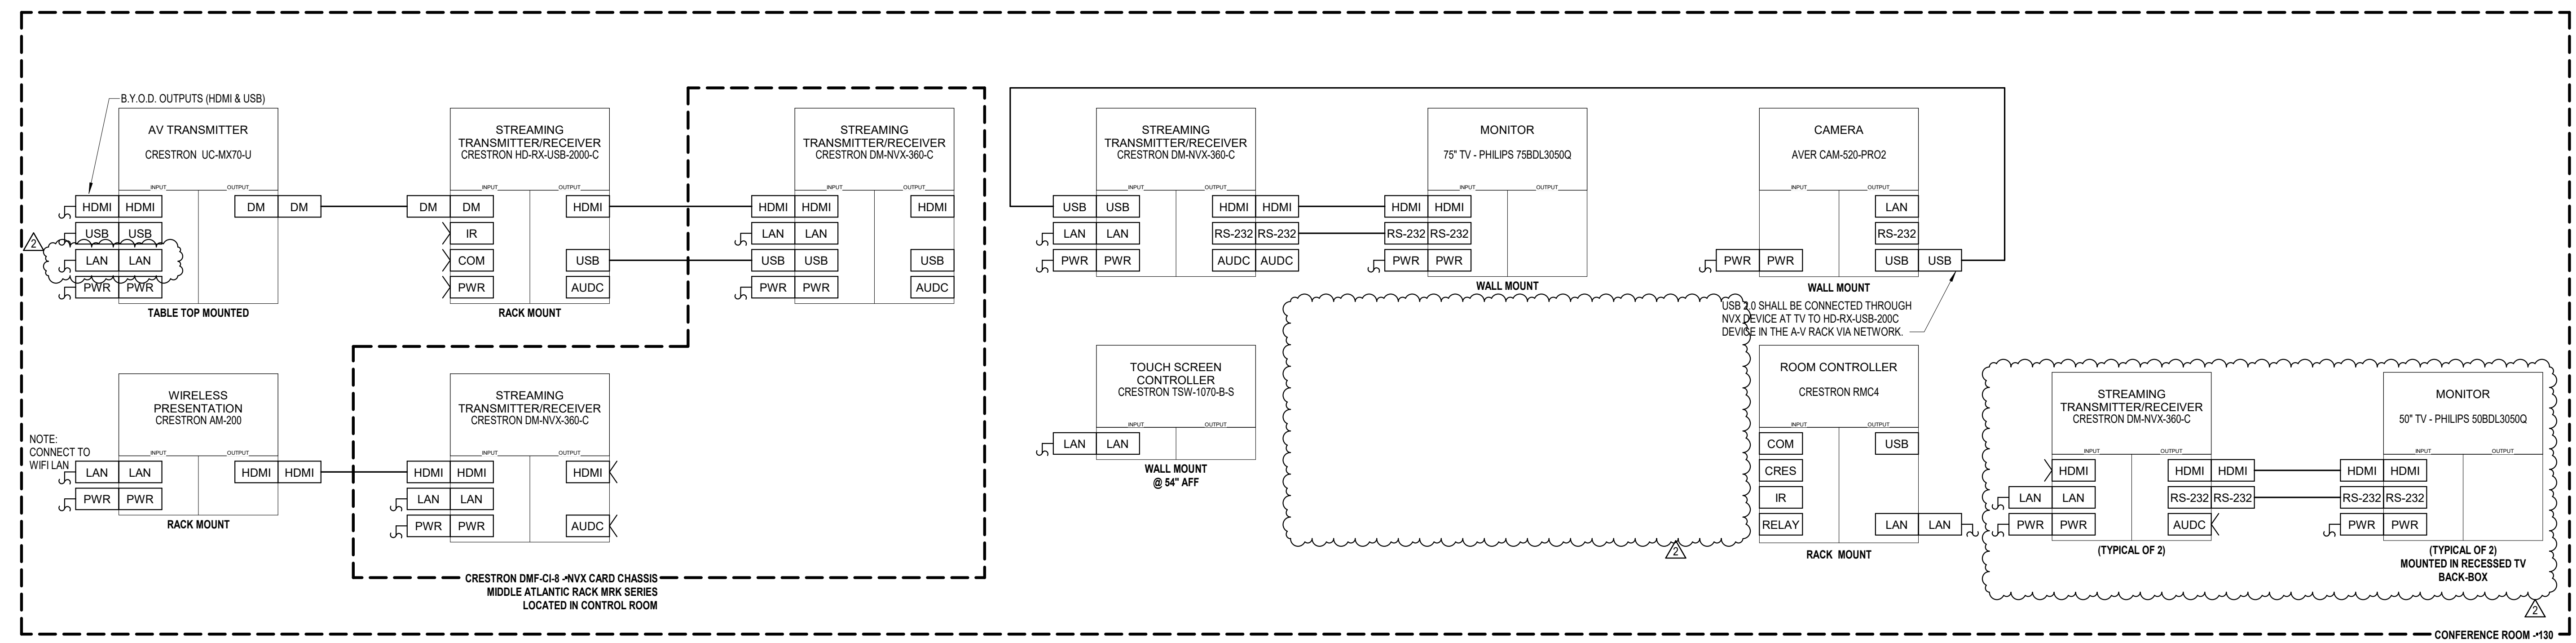 B.Y.O.D. OUTPUTS (HDMI & USB)
AV TRANSMITTER
CRESTRON UC-MX70-U
INPUT OUTPUT
HDMI HDMI DM DM
USB USB
2
LAN LAN
PWR PWR
TABLE TOP MOUNTED
STREAMING
TRANSMITTER/RECEIVER
CRESTRON HD-RX-USB-2000-C
INPUT OUTPUT
DM DM HDMI
IR
COM USB
PWR AUDC
RACK MOUNT
STREAMING
TRANSMITTER/RECEIVER
CRESTRON DM-NVX-360-C
INPUT OUTPUT
HDMI HDMI HDMI
LAN LAN
USB USB USB
PWR PWR AUDC
STREAMING
TRANSMITTER/RECEIVER
CRESTRON DM-NVX-360-C
INPUT OUTPUT
USB USB HDMI HDMI
LAN LAN RS-232 RS-232
PWR PWR AUDC AUDC
MONITOR
75" TV - PHILIPS 75BDL3050Q
INPUT OUTPUT
HDMI HDMI
RS-232 RS-232
PWR PWR
WALL MOUNT
CAMERA
AVER CAM-520-PRO2
INPUT OUTPUT
LAN
RS-232
PWR PWR USB USB
WALL MOUNT
USB 2.0 SHALL BE CONNECTED THROUGH
NVX DEVICE AT TV TO HD-RX-USB-200C
DEVICE IN THE A-V RACK VIA NETWORK.
WIRELESS
PRESENTATION
CRESTRON AM-200
INPUT OUTPUT
NOTE:
CONNECT TO
WIFI LAN
LAN LAN HDMI HDMI
PWR PWR
RACK MOUNT
STREAMING
TRANSMITTER/RECEIVER
CRESTRON DM-NVX-360-C
INPUT OUTPUT
HDMI HDMI HDMI
LAN LAN
PWR PWR AUDC
CRESTRON DMF-CI-8 - NVX CARD CHASSIS
MIDDLE ATLANTIC RACK MRK SERIES
LOCATED IN CONTROL ROOM
TOUCH SCREEN
CONTROLLER
CRESTRON TSW-1070-B-S
INPUT OUTPUT
LAN LAN
WALL MOUNT
@ 54" AFF
2
ROOM CONTROLLER
CRESTRON RMC4
INPUT OUTPUT
COM USB
CRES
IR
RELAY LAN LAN
RACK MOUNT
STREAMING
TRANSMITTER/RECEIVER
CRESTRON DM-NVX-360-C
INPUT OUTPUT
HDMI HDMI HDMI
LAN LAN RS-232 RS-232
PWR PWR AUDC
(TYPICAL OF 2)
MONITOR
50" TV - PHILIPS 50BDL3050Q
INPUT OUTPUT
HDMI HDMI
RS-232 RS-232
PWR PWR
(TYPICAL OF 2)
MOUNTED IN RECESSED TV
BACK-BOX
2
CONFERENCE ROOM - 130